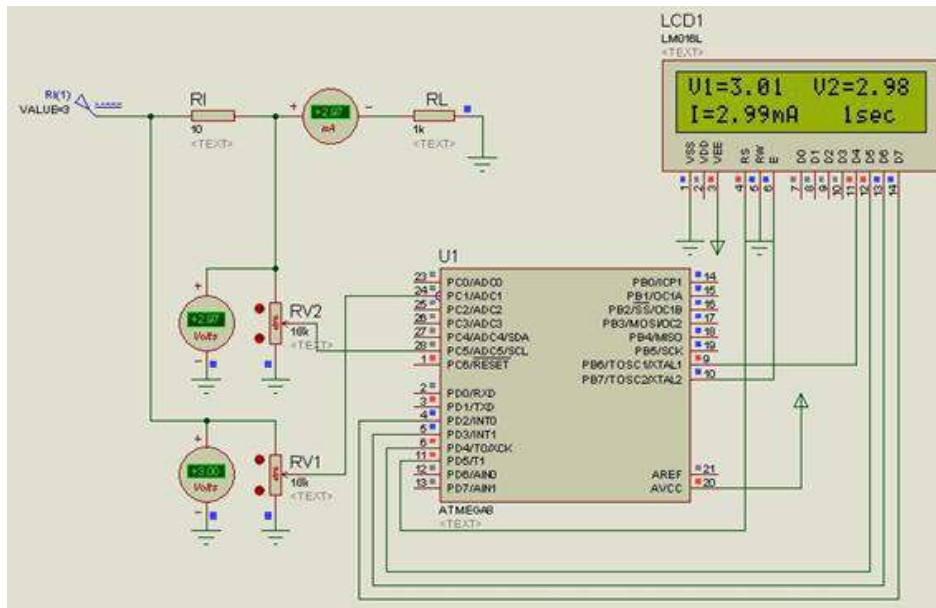 LCD1
LM016L
<TEXT>
V1=3.01 V2=2.98
I=2.99mA 1sec
VSS VDD VEE RS RW E D0 D1 D2 D3 D4 D5 D6 D7
1 2 3 4 5 6 7 8 9 10 11 12 13 14
RI(1)
VALUE=3
RI
10
<TEXT>
+ -
+2.97
mA
RL
1k
<TEXT>
U1
23 PC0/ADC0 PB0/ICP1 14
24 PC1/ADC1 PB1/OC1A 15
25 PC2/ADC2 PB2/SS/OC1B 16
26 PC3/ADC3 PB3/MOSI/OC2 17
27 PC4/ADC4/SDA PB4/MISO 18
28 PC5/ADC5/SCL PB5/SCK 19
1 PC6/RESET PB6/TOSC1/XTAL1 9
PB7/TOSC2/XTAL2 10
2 PD0/RXD
3 PD1/TXD
4 PD2/INT0
5 PD3/INT1
6 PD4/T0/XCK
11 PD5/T1
12 PD6/AIN0 AREF 21
13 PD7/AIN1 AVCC 20
ATMEGA8
<TEXT>
+
+2.97
Volts
-
RV2
10k
<TEXT>
+
+3.00
Volts
-
RV1
10k
<TEXT>